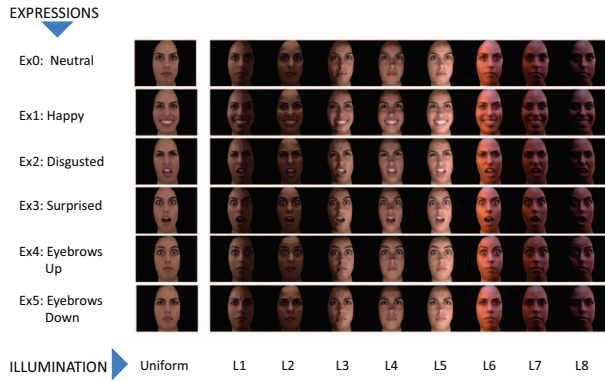 EXPRESSIONS
Ex0: Neutral
Ex1: Happy
Ex2: Disgusted
Ex3: Surprised
Ex4: Eyebrows
Up
Ex5: Eyebrows
Down
ILLUMINATION Uniform L1 L2 L3 L4 L5 L6 L7 L8